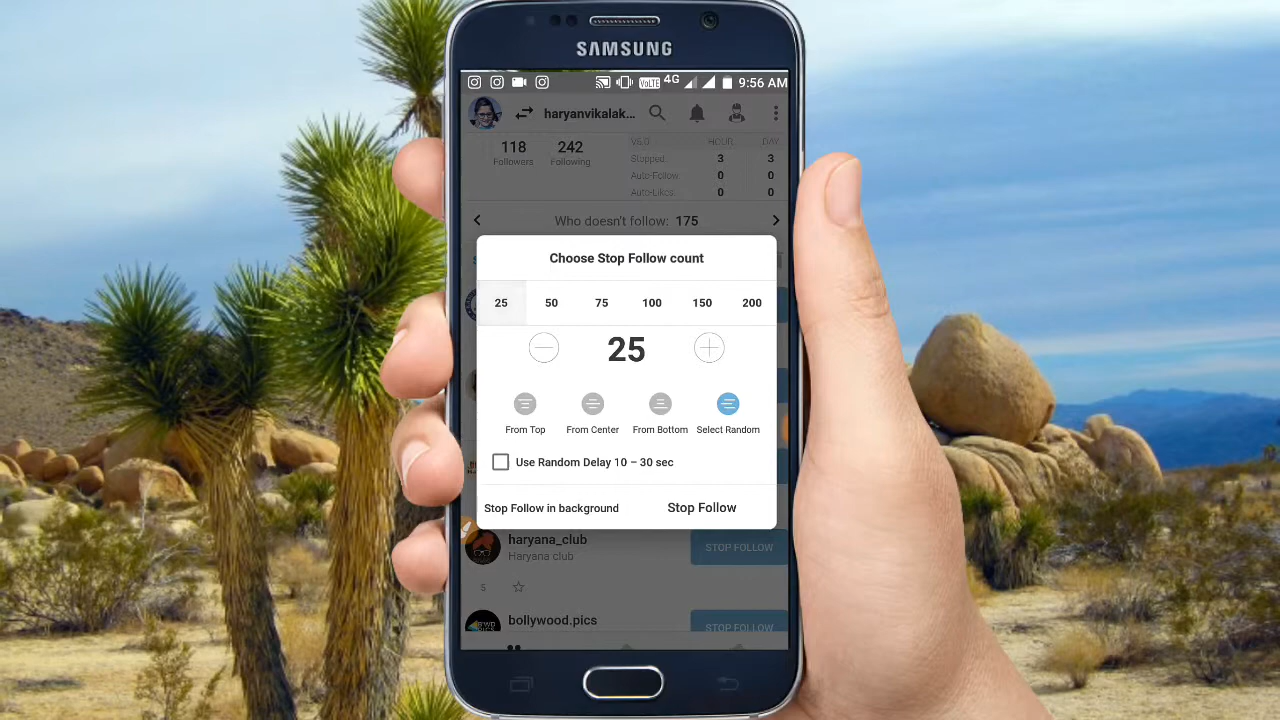 SAMSUNG
VoLTE 4G 9:56 AM
haryanvikalak...
118 242 HOUR DAY
Followers Following Stopped: 3 3
Auto-Follow: 0 0
Auto-Likes: 0 0
Who doesn't follow: 175
Choose Stop Follow count
25 50 75 100 150 200
25
From Top From Center From Bottom Select Random
Use Random Delay 10 – 30 sec
Stop Follow in background Stop Follow
haryana_club
Haryana club STOP FOLLOW
5
bollywood.pics
STOP FOLLOW